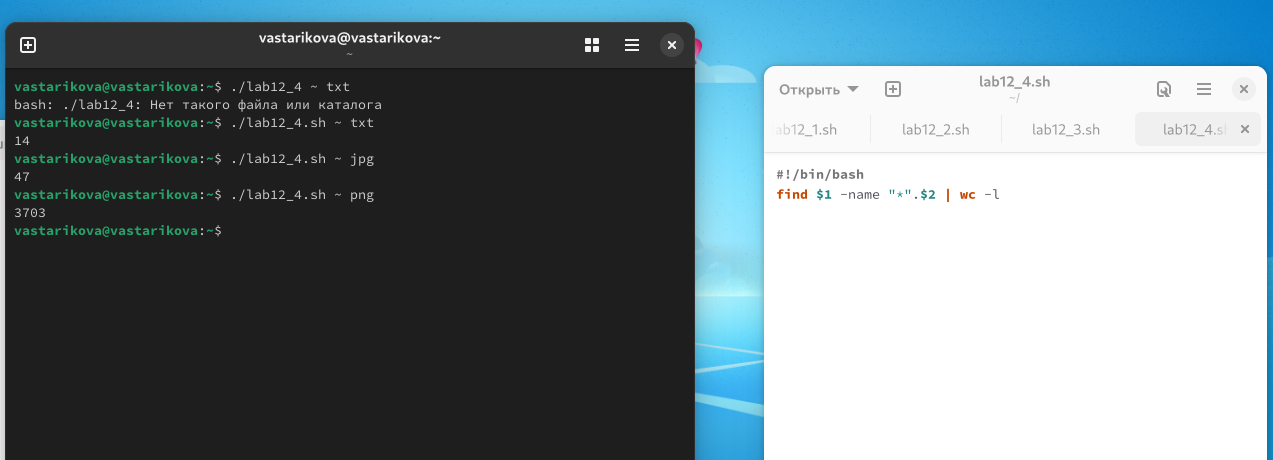 vastarikova@vastarikova:~
~
vastarikova@vastarikova:~$ ./lab12_4 ~ txt
bash: ./lab12_4: Нет такого файла или каталога
vastarikova@vastarikova:~$ ./lab12_4.sh ~ txt
14
vastarikova@vastarikova:~$ ./lab12_4.sh ~ jpg
47
vastarikova@vastarikova:~$ ./lab12_4.sh ~ png
3703
vastarikova@vastarikova:~$
Открыть
lab12_4.sh
~/
ab12_1.sh
lab12_2.sh
lab12_3.sh
lab12_4.sh
#!/bin/bash
find $1 -name "*".$2 | wc -l